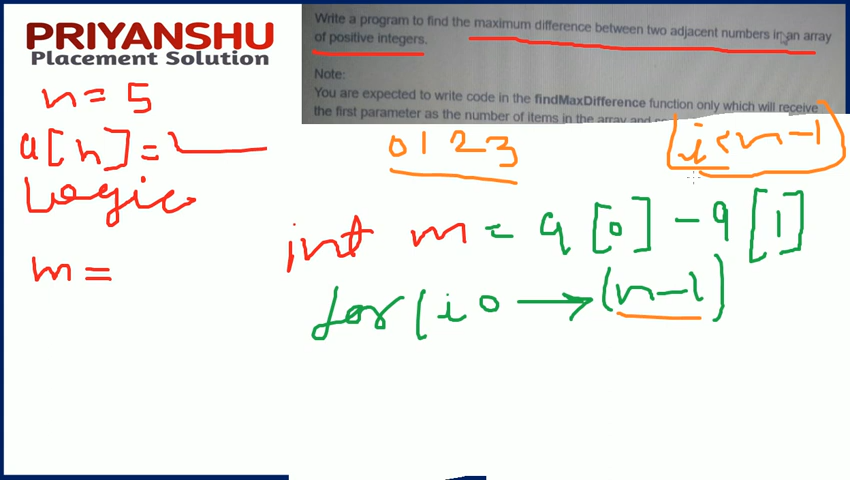 PRIYANSHU
Placement Solution
Write a program to find the maximum difference between two adjacent numbers in an array
of positive integers.
Note:
You are expected to write code in the findMaxDifference function only which will receive
the first parameter as the number of items in the array and
n = 5
a[n] =
Logic
m =
0 1 2 3
i < n-1
int m = a[0] - a[1]
for(i 0 → (n-1)